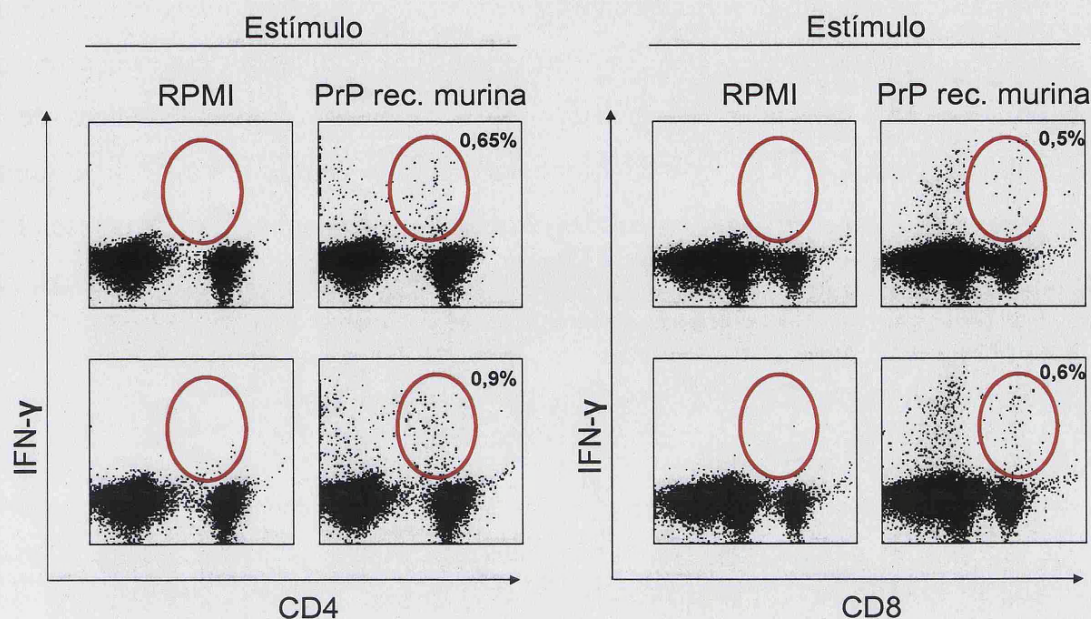 Estímulo
RPMI
PrP rec. murina
0,65%
0,9%
IFN-γ
CD4
Estímulo
RPMI
PrP rec. murina
0,5%
0,6%
IFN-γ
CD8